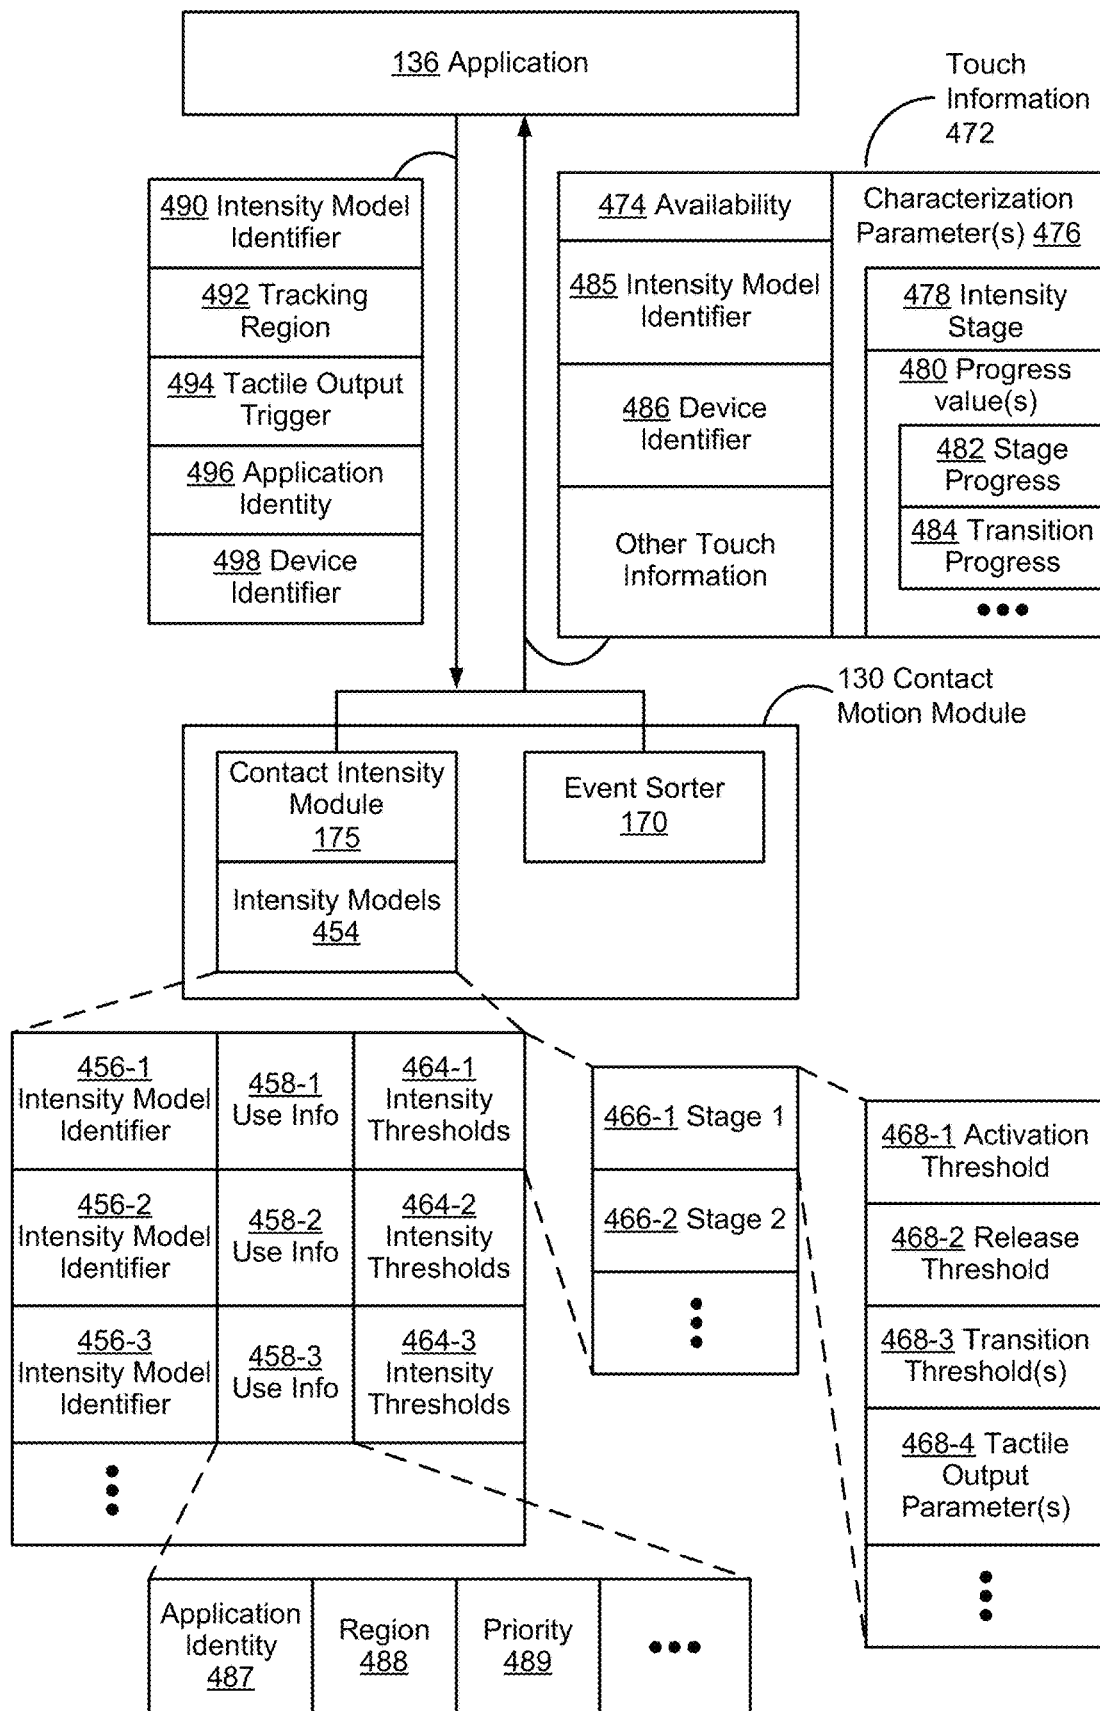 136 Application
Touch
Information
472
490 Intensity Model
Identifier
492 Tracking
Region
494 Tactile Output
Trigger
496 Application
Identity
498 Device
Identifier
474 Availability
485 Intensity Model
Identifier
486 Device
Identifier
Other Touch
Information
Characterization
Parameter(s) 476
478 Intensity
Stage
480 Progress
value(s)
482 Stage
Progress
484 Transition
Progress
130 Contact
Motion Module
Contact Intensity
Module
175
Intensity Models
454
Event Sorter
170
456-1
Intensity Model
Identifier
458-1
Use Info
464-1
Intensity
Thresholds
456-2
Intensity Model
Identifier
458-2
Use Info
464-2
Intensity
Thresholds
456-3
Intensity Model
Identifier
458-3
Use Info
464-3
Intensity
Thresholds
466-1 Stage 1
466-2 Stage 2
468-1 Activation
Threshold
468-2 Release
Threshold
468-3 Transition
Threshold(s)
468-4 Tactile
Output
Parameter(s)
Application
Identity
487
Region
488
Priority
489